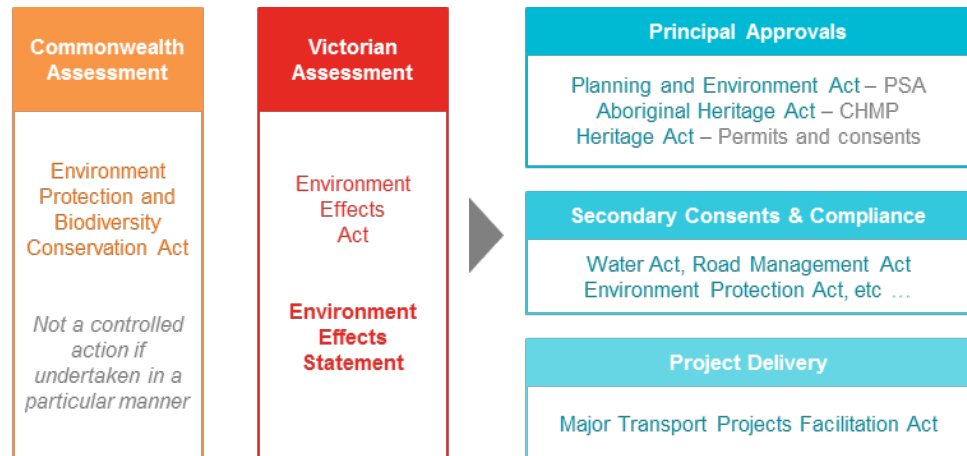 Commonwealth
Assessment
Environment
Protection and
Biodiversity
Conservation Act
Not a controlled
action if
undertaken in a
particular manner
Victorian
Assessment
Environment
Effects
Act
Environment
Effects
Statement
Principal Approvals
Planning and Environment Act – PSA
Aboriginal Heritage Act – CHMP
Heritage Act – Permits and consents
Secondary Consents & Compliance
Water Act, Road Management Act
Environment Protection Act, etc ...
Project Delivery
Major Transport Projects Facilitation Act